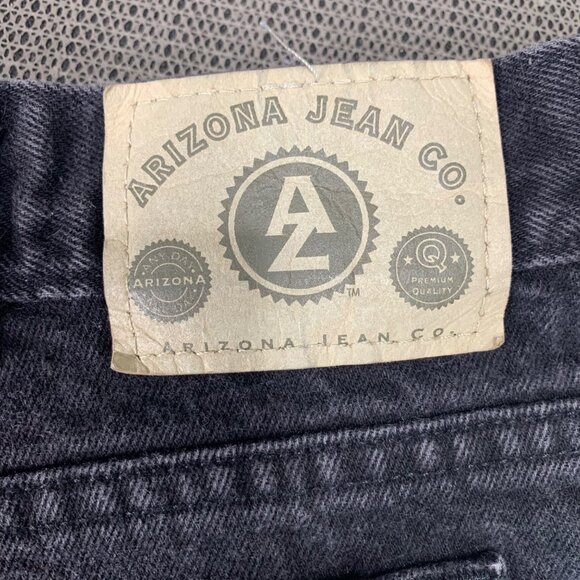 ARIZONA JEAN CO.
AZ
TM
ANY DAY
ARIZONA
Q
PREMIUM
QUALITY
ARIZONA JEAN CO.